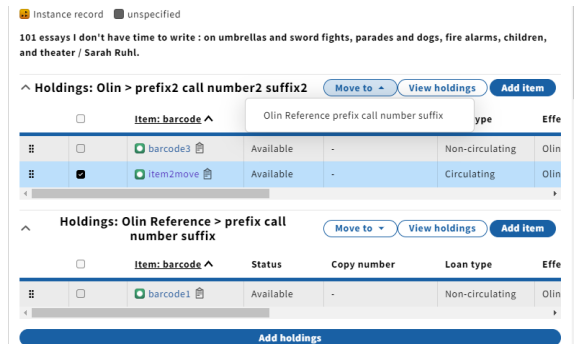 Instance record unspecified
101 essays I don't have time to write : on umbrellas and sword fights, parades and dogs, fire alarms, children,
and theater / Sarah Ruhl.
Holdings: Olin > prefix2 call number2 suffix2 Move to View holdings Add item
Olin Reference prefix call number suffix
Item: barcode ype Effe
barcode3 Available - Non-circulating Olin
item2move Available - Circulating Olin
Holdings: Olin Reference > prefix call
number suffix
Move to View holdings Add item
Item: barcode Status Copy number Loan type Effe
barcode1 Available - Non-circulating Olin
Add holdings